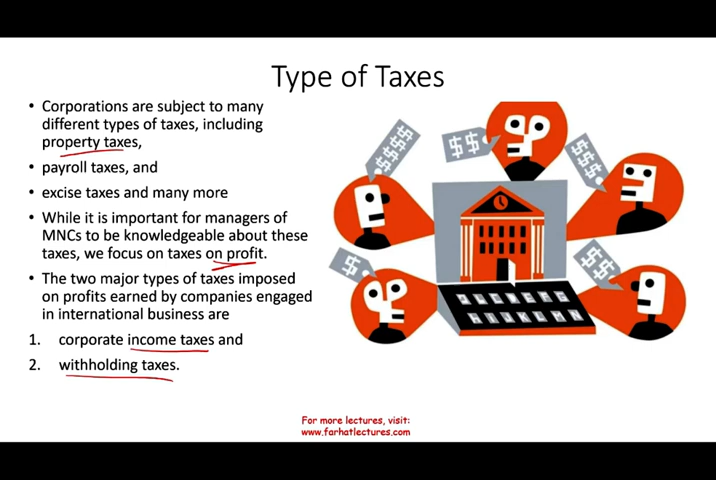 Type of Taxes
• Corporations are subject to many
different types of taxes, including
property taxes,
• payroll taxes, and
• excise taxes and many more
• While it is important for managers of
MNCs to be knowledgeable about these
taxes, we focus on taxes on profit.
• The two major types of taxes imposed
on profits earned by companies engaged
in international business are
1. corporate income taxes and
2. withholding taxes.
$$$$
$$
$$$
$
$$
For more lectures, visit:
www.farhatlectures.com